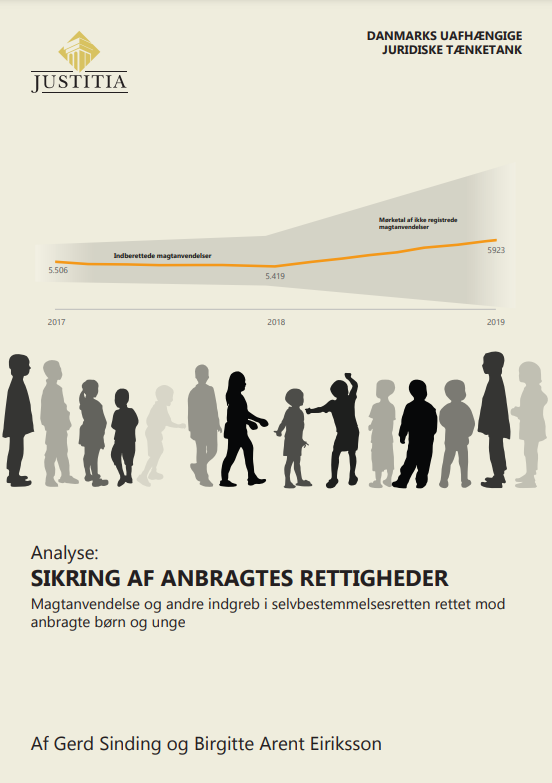 JUSTITIA
DANMARKS UAFHÆNGIGE
JURIDISKE TÆNKETANK
Mørketal af ikke registrede
magtanvendelser
Indberettede magtanvendelser
5.506
5.419
5923
2017
2018
2019
Analyse:
SIKRING AF ANBRAGTES RETTIGHEDER
Magtanvendelse og andre indgreb i selvbestemmelsesretten rettet mod
anbragte børn og unge
Af Gerd Sinding og Birgitte Arent Eiriksson